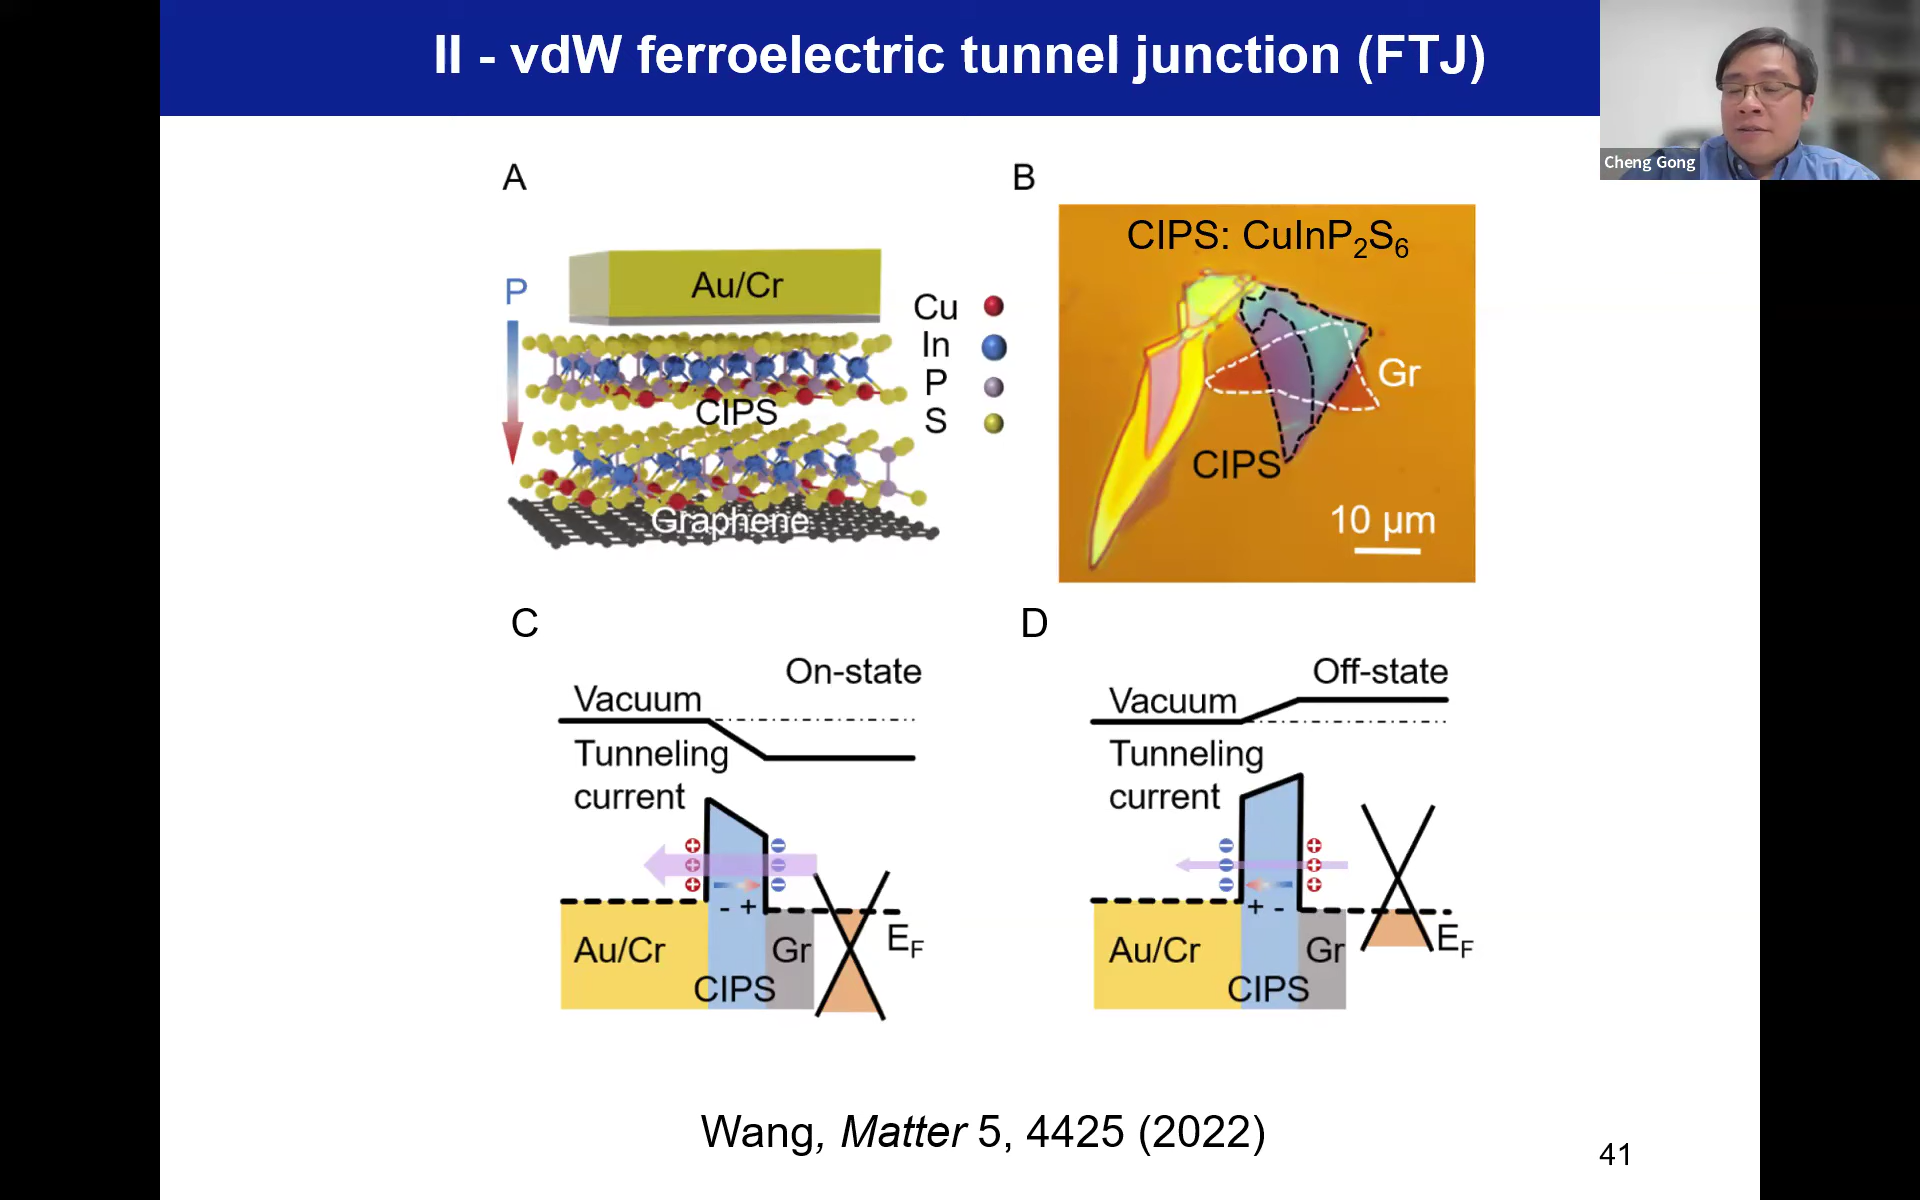 II - vdW ferroelectric tunnel junction (FTJ)
Cheng Gong
A
P
Au/Cr
CIPS
Graphene
Cu
In
P
S
B
CIPS: CuInP₂S₆
Gr
CIPS
10 µm
C
On-state
Vacuum
Tunneling
current
- +
Au/Cr
Gr
CIPS
E_F
D
Off-state
Vacuum
Tunneling
current
+ -
Au/Cr
Gr
CIPS
E_F
Wang, Matter 5, 4425 (2022)
41